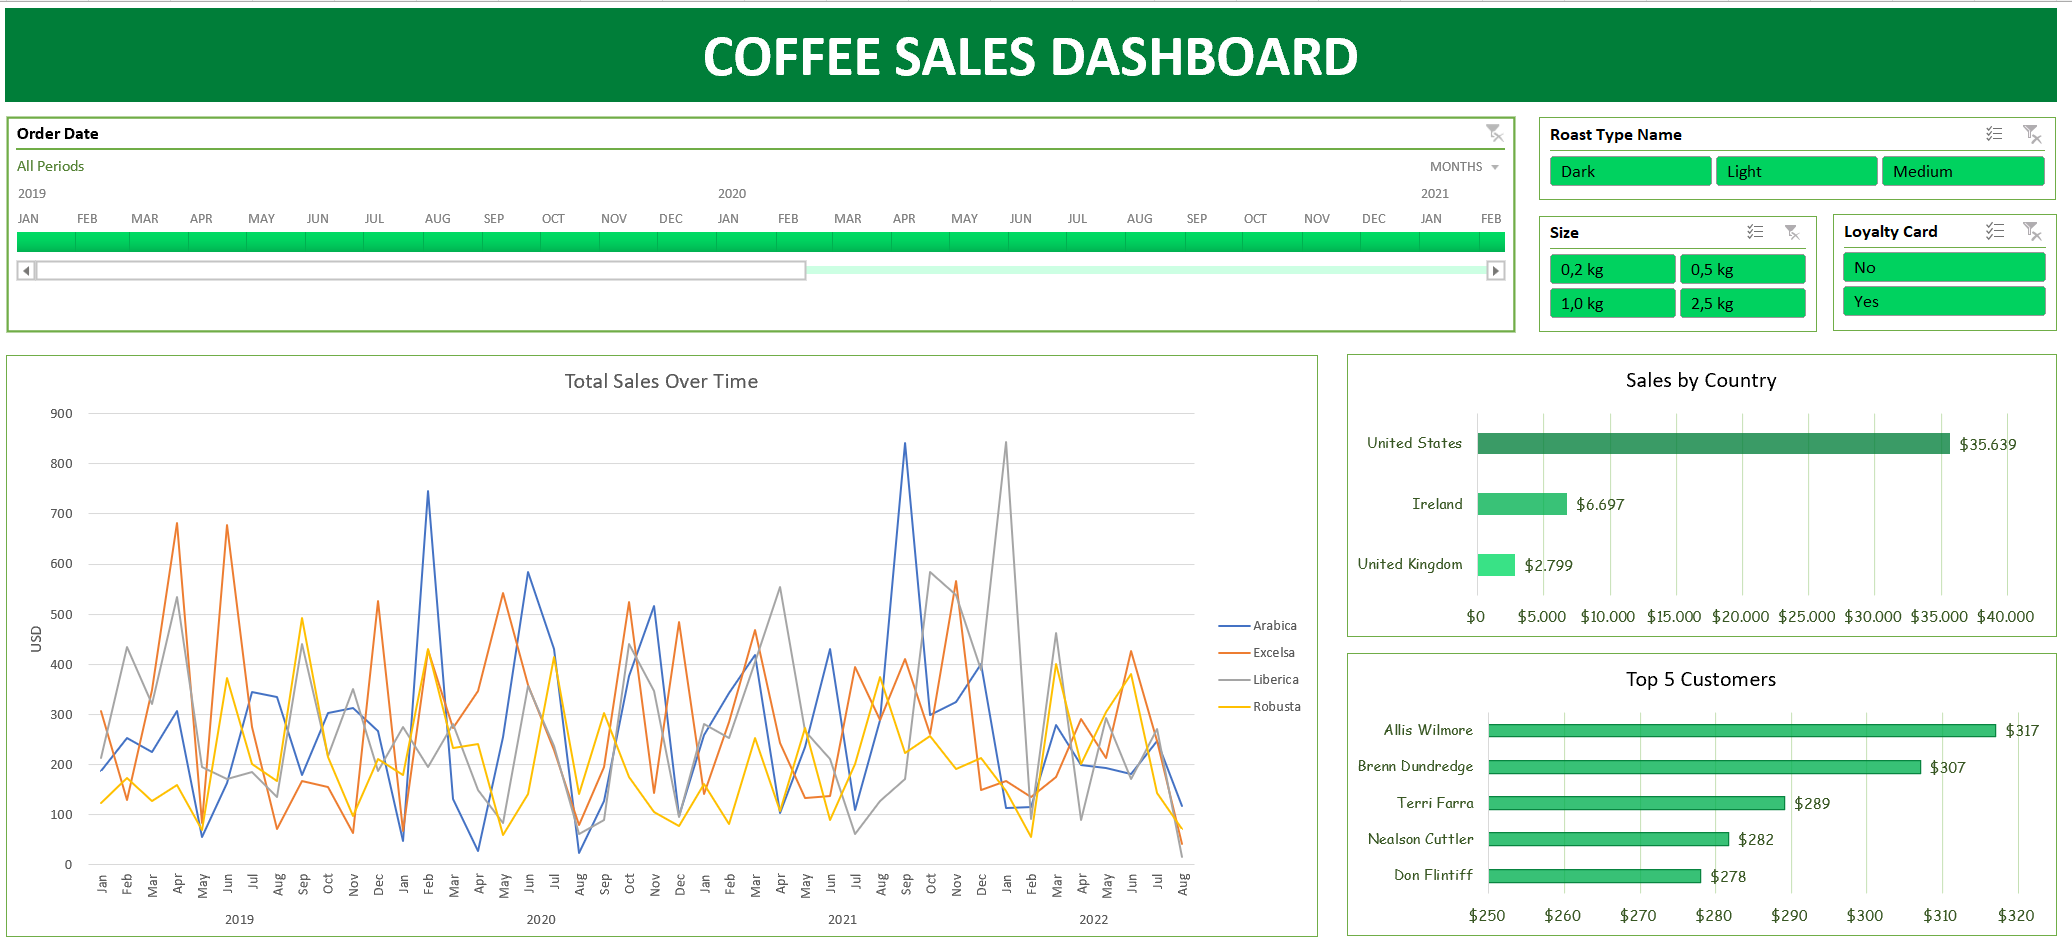 COFFEE SALES DASHBOARD
Order Date
All Periods
MONTHS
2019 2020 2021
JAN FEB MAR APR MAY JUN JUL AUG SEP OCT NOV DEC JAN FEB MAR APR MAY JUN JUL AUG SEP OCT NOV DEC JAN FEB
Roast Type Name
Dark Light Medium
Size
0,2 kg 0,5 kg
1,0 kg 2,5 kg
Loyalty Card
No
Yes
Total Sales Over Time
900
800
700
600
500
400
300
200
100
0
USD
Jan Feb Mar Apr May Jun Jul Aug Sep Oct Nov Dec Jan Feb Mar Apr May Jun Jul Aug Sep Oct Nov Dec Jan Feb Mar Apr May Jun Jul Aug Sep Oct Nov Dec Jan Feb Mar Apr May Jun Jul Aug
2019 2020 2021 2022
Arabica
Excelsa
Liberica
Robusta
Sales by Country
United States $35.639
Ireland $6.697
United Kingdom $2.799
$0 $5.000 $10.000 $15.000 $20.000 $25.000 $30.000 $35.000 $40.000
Top 5 Customers
Allis Wilmore $317
Brenn Dundredge $307
Terri Farra $289
Nealson Cuttler $282
Don Flintiff $278
$250 $260 $270 $280 $290 $300 $310 $320